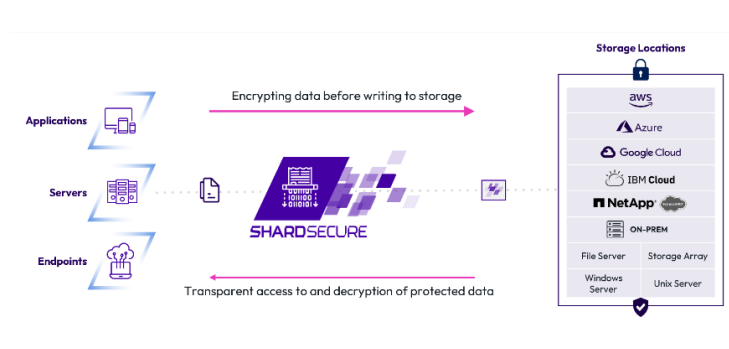 Storage Locations
Encrypting data before writing to storage
Applications
Servers
Endpoints
SHARDSECURE
Transparent access to and decryption of protected data
aws
Azure
Google Cloud
IBM Cloud
NetApp
ON-PREM
File Server
Storage Array
Windows
Server
Unix Server